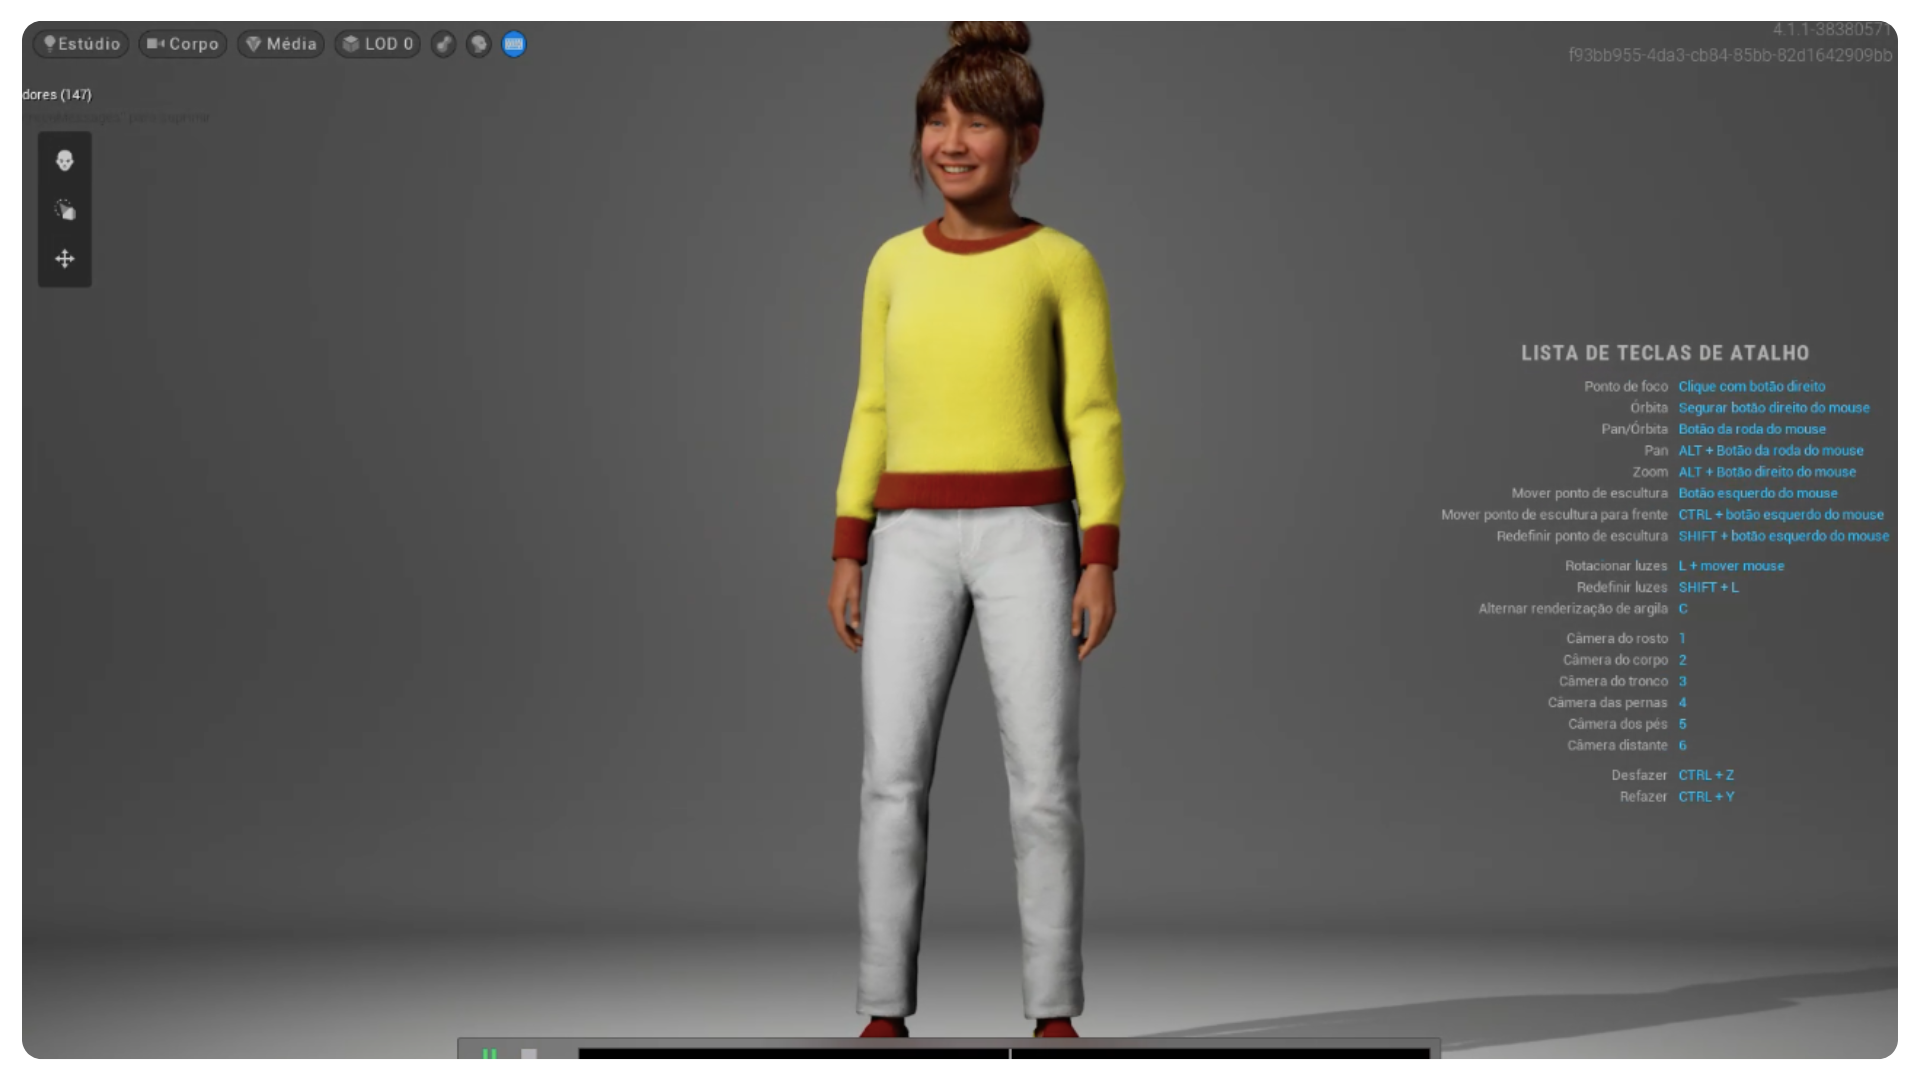 Estúdio
Corpo
Média
LOD 0
4.1.1-38380571
f93bb955-4da3-cb84-85bb-82d1642909bb
dores (147)
LISTA DE TECLAS DE ATALHO
Ponto de foco Clique com botão direito
Órbita Segurar botão direito do mouse
Pan/Órbita Botão da roda do mouse
Pan ALT + Botão da roda do mouse
Zoom ALT + Botão direito do mouse
Mover ponto de escultura Botão esquerdo do mouse
Mover ponto de escultura para frente CTRL + botão esquerdo do mouse
Redefinir ponto de escultura SHIFT + botão esquerdo do mouse
Rotacionar luzes L + mover mouse
Redefinir luzes SHIFT + L
Alternar renderização de argila C
Câmera do rosto 1
Câmera do corpo 2
Câmera do tronco 3
Câmera das pernas 4
Câmera dos pés 5
Câmera distante 6
Desfazer CTRL + Z
Refazer CTRL + Y